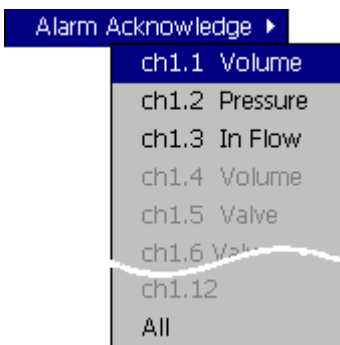 Alarm Acknowledge
ch1.1 Volume
ch1.2 Pressure
ch1.3 In Flow
ch1.4 Volume
ch1.5 Valve
ch1.6
ch1.12
All